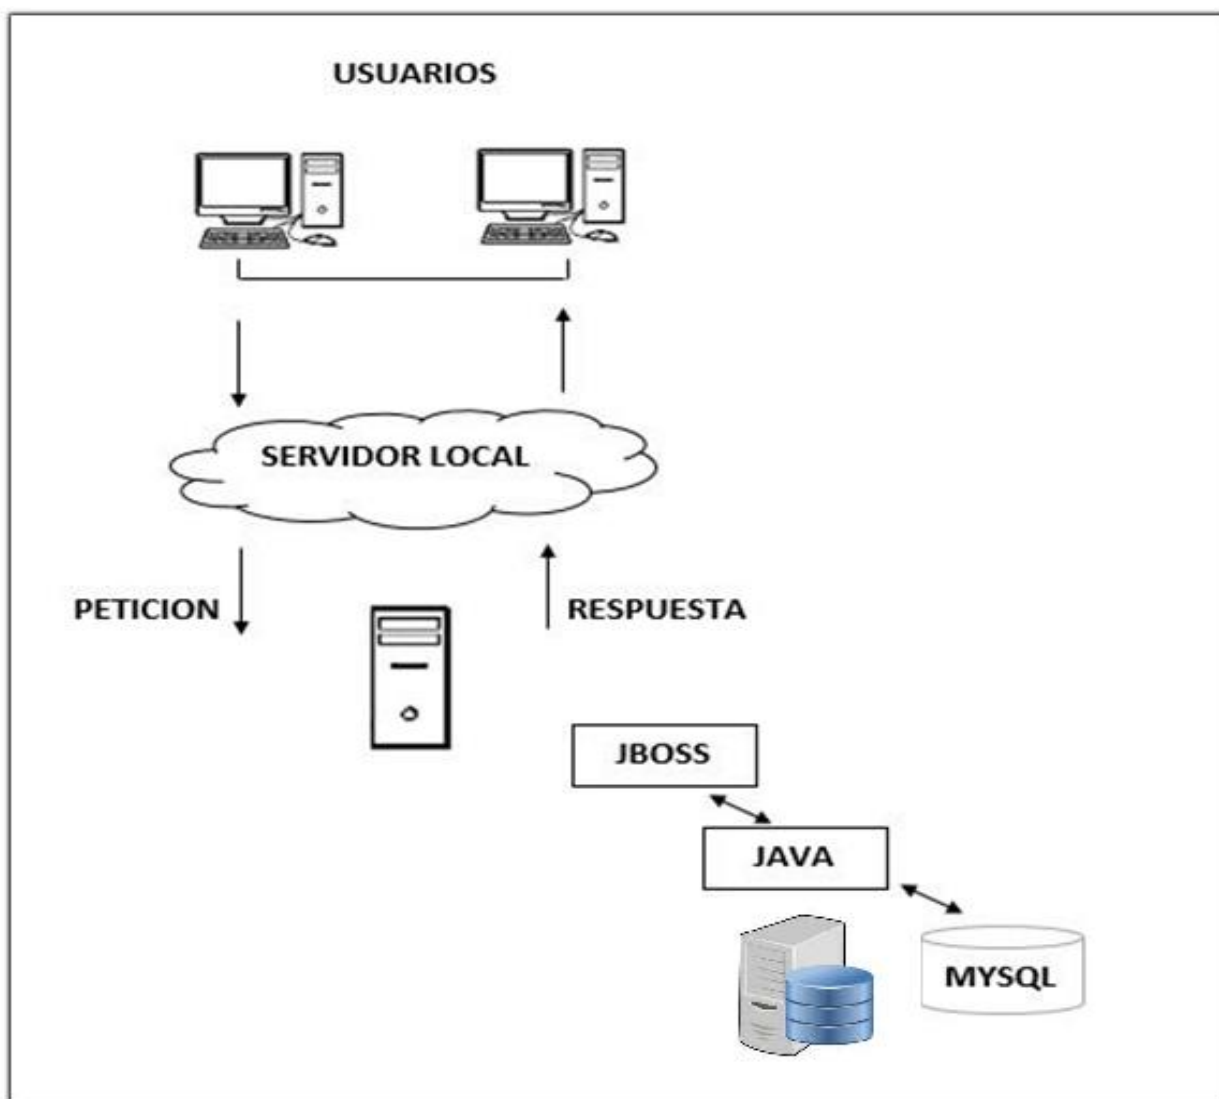 USUARIOS
SERVIDOR LOCAL
PETICION
RESPUESTA
JBOSS
JAVA
MYSQL